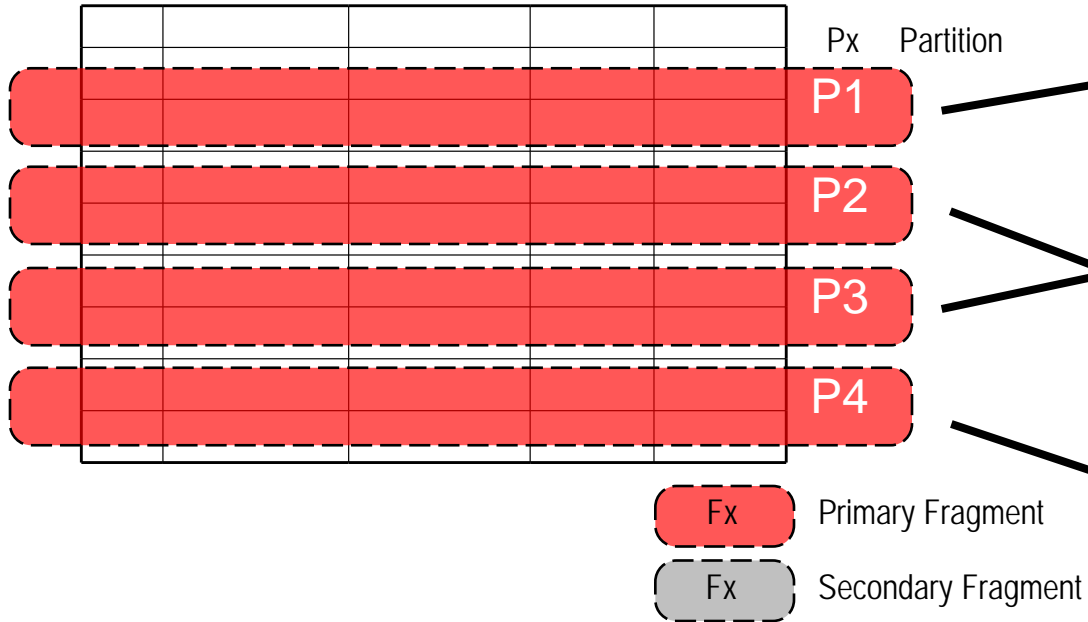 Px Partition
P1
P2
P3
P4
Fx Primary Fragment
Fx Secondary Fragment